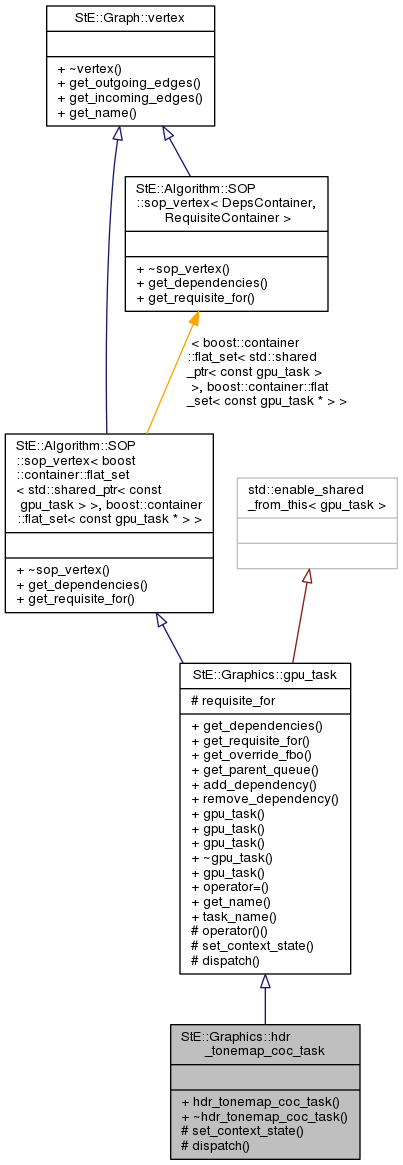 StE::Graph::vertex
+ ~vertex()
+ get_outgoing_edges()
+ get_incoming_edges()
+ get_name()
StE::Algorithm::SOP
::sop_vertex< DepsContainer,
RequisiteContainer >
+ ~sop_vertex()
+ get_dependencies()
+ get_requisite_for()
< boost::container
::flat_set< std::shared
_ptr< const gpu_task >
>, boost::container::flat
_set< const gpu_task * > >
StE::Algorithm::SOP
::sop_vertex< boost
::container::flat_set
< std::shared_ptr< const
gpu_task > >, boost::container
::flat_set< const gpu_task * > >
+ ~sop_vertex()
+ get_dependencies()
+ get_requisite_for()
std::enable_shared
_from_this< gpu_task >
StE::Graphics::gpu_task
# requisite_for
+ get_dependencies()
+ get_requisite_for()
+ get_override_fbo()
+ get_parent_queue()
+ add_dependency()
+ remove_dependency()
+ gpu_task()
+ gpu_task()
+ gpu_task()
+ ~gpu_task()
+ gpu_task()
+ operator=()
+ get_name()
+ task_name()
# operator()()
# set_context_state()
# dispatch()
StE::Graphics::hdr
_tonemap_coc_task
+ hdr_tonemap_coc_task()
+ ~hdr_tonemap_coc_task()
# set_context_state()
# dispatch()